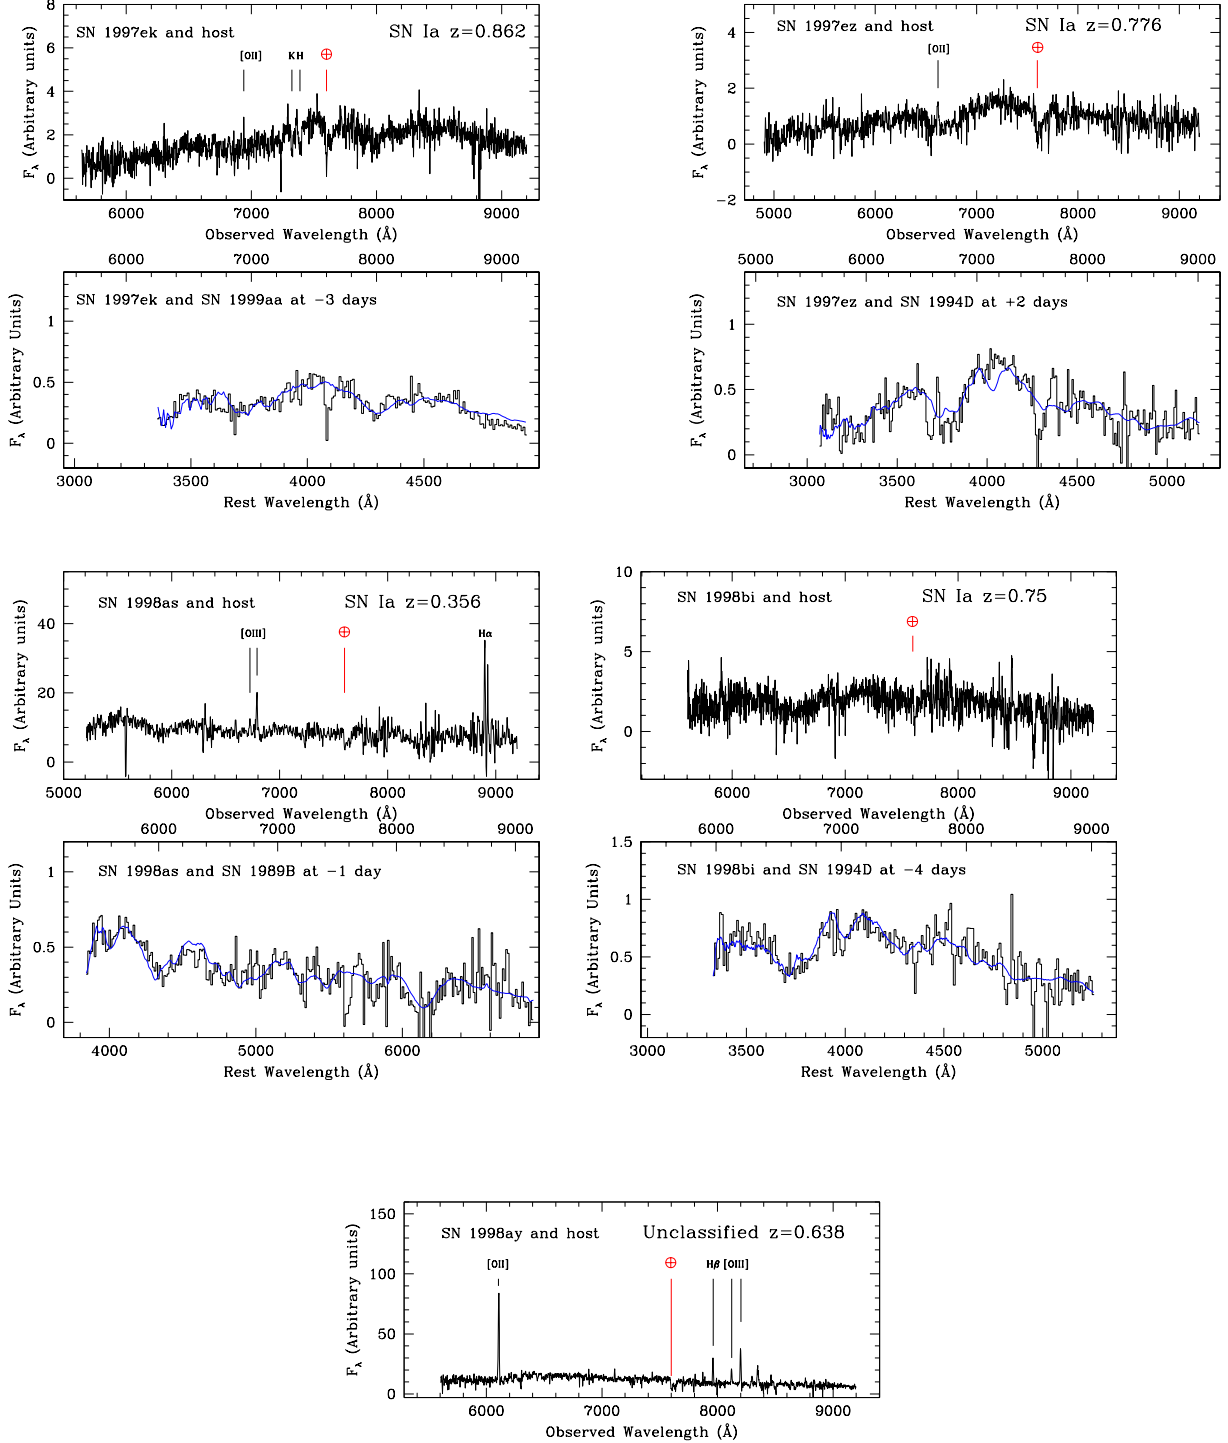 SN 1997ek and host
SN Ia z=0.862
[OII] K H ⊕
8
6
4
2
0
F_λ (Arbitrary units)
6000 7000 8000 9000
Observed Wavelength (Å)
6000 7000 8000 9000
SN 1997ek and SN 1999aa at −3 days
1
0.5
0
F_λ (Arbitrary Units)
3000 3500 4000 4500
Rest Wavelength (Å)
SN 1997ez and host
SN Ia z=0.776
[OII] ⊕
4
2
0
−2
F_λ (Arbitrary units)
5000 6000 7000 8000 9000
Observed Wavelength (Å)
5000 6000 7000 8000 9000
SN 1997ez and SN 1994D at +2 days
1
0.5
0
F_λ (Arbitrary Units)
3000 3500 4000 4500 5000
Rest Wavelength (Å)
SN 1998as and host
SN Ia z=0.356
[OIII] ⊕ Hα
40
20
0
F_λ (Arbitrary units)
5000 6000 7000 8000 9000
Observed Wavelength (Å)
6000 7000 8000 9000
SN 1998as and SN 1989B at −1 day
1
0.5
0
F_λ (Arbitrary Units)
4000 5000 6000
Rest Wavelength (Å)
SN 1998bi and host
SN Ia z=0.75
⊕
10
5
0
F_λ (Arbitrary units)
6000 7000 8000 9000
Observed Wavelength (Å)
6000 7000 8000 9000
SN 1998bi and SN 1994D at −4 days
1.5
1
0.5
0
F_λ (Arbitrary Units)
3000 3500 4000 4500 5000
Rest Wavelength (Å)
SN 1998ay and host
Unclassified z=0.638
[OII] ⊕ Hβ [OIII]
150
100
50
0
F_λ (Arbitrary units)
6000 7000 8000 9000
Observed Wavelength (Å)